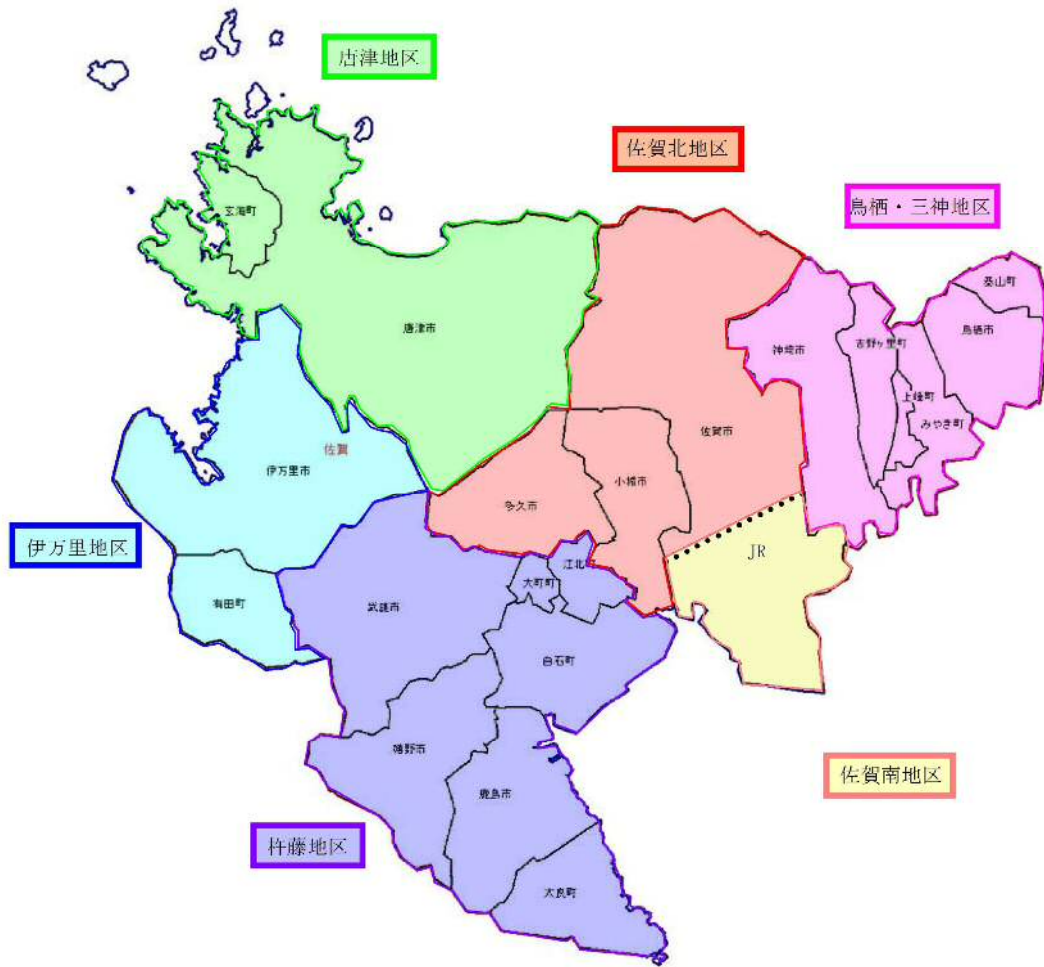 唐津地区
佐賀北地区
鳥栖・三神地区
玄海町
基山町
唐津市
神埼市
吉野ヶ里町
鳥栖市
上峰町
みやき町
佐賀市
佐賀
伊万里市
小城市
多久市
伊万里地区
JR
江北
大町町
有田町
武雄市
白石町
嬉野市
佐賀南地区
鹿島市
杵藤地区
太良町